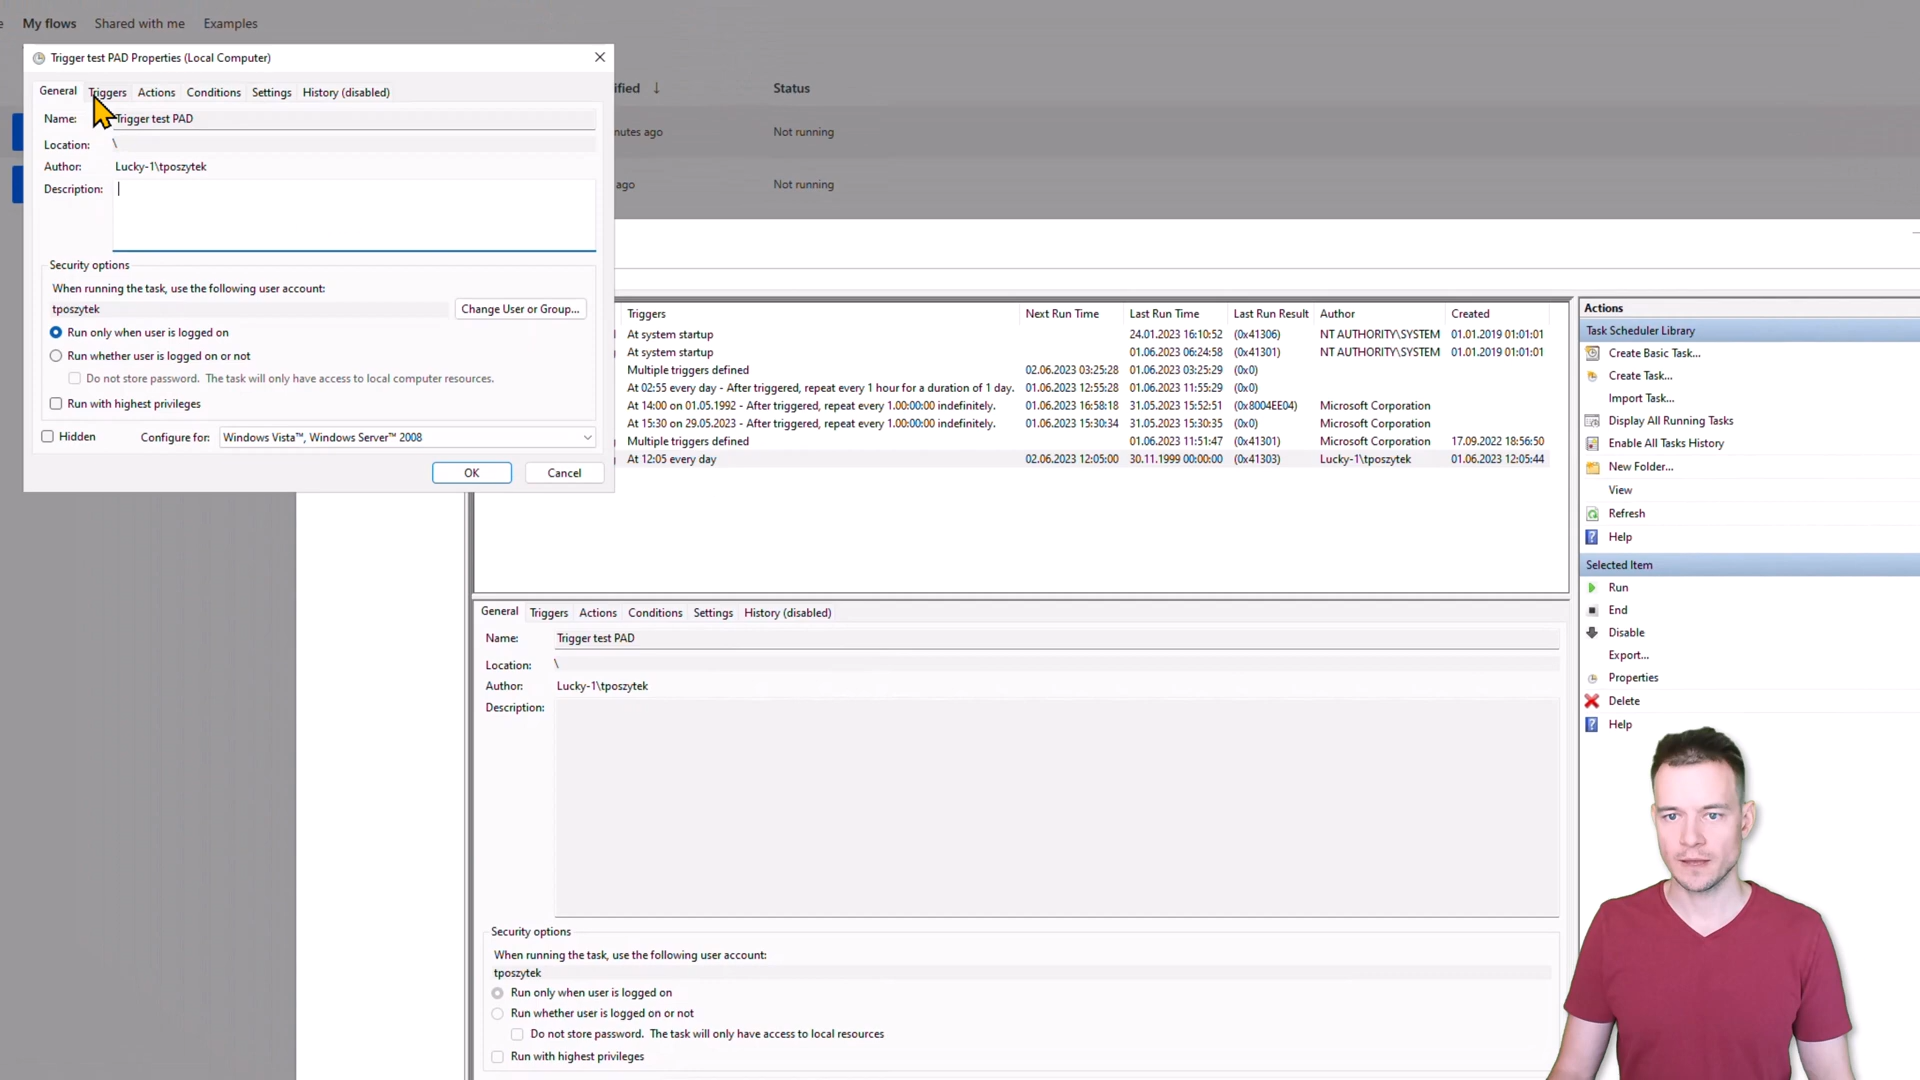 e My flows Shared with me Examples
Trigger test PAD Properties (Local Computer)
General Triggers Actions Conditions Settings History (disabled)
Name: Trigger test PAD
Location: \
Author: Lucky-1\tposzytek
Description:
Security options
When running the task, use the following user account:
tposzytek Change User or Group...
Run only when user is logged on
Run whether user is logged on or not
Do not store password. The task will only have access to local computer resources.
Run with highest privileges
Hidden Configure for: Windows Vista™, Windows Server™ 2008
OK Cancel
ified ↓ Status
nutes ago Not running
ago Not running
Triggers Next Run Time Last Run Time Last Run Result Author Created
At system startup 24.01.2023 16:10:52 (0x41306) NT AUTHORITY\SYSTEM 01.01.2019 01:01:01
At system startup 01.06.2023 06:24:58 (0x41301) NT AUTHORITY\SYSTEM 01.01.2019 01:01:01
Multiple triggers defined 02.06.2023 03:25:28 01.06.2023 03:25:29 (0x0)
At 02:55 every day - After triggered, repeat every 1 hour for a duration of 1 day. 01.06.2023 12:55:28 01.06.2023 11:55:29 (0x0)
At 14:00 on 01.05.1992 - After triggered, repeat every 1.00:00:00 indefinitely. 01.06.2023 16:58:18 31.05.2023 15:52:51 (0x8004EE04) Microsoft Corporation
At 15:30 on 29.05.2023 - After triggered, repeat every 1.00:00:00 indefinitely. 01.06.2023 15:30:34 31.05.2023 15:30:35 (0x0) Microsoft Corporation
Multiple triggers defined 01.06.2023 11:51:47 (0x41301) Microsoft Corporation 17.09.2022 18:56:50
At 12:05 every day 02.06.2023 12:05:00 30.11.1999 00:00:00 (0x41303) Lucky-1\tposzytek 01.06.2023 12:05:44
General Triggers Actions Conditions Settings History (disabled)
Name: Trigger test PAD
Location: \
Author: Lucky-1\tposzytek
Description:
Security options
When running the task, use the following user account:
tposzytek
Run only when user is logged on
Run whether user is logged on or not
Do not store password. The task will only have access to local resources
Run with highest privileges
Actions
Task Scheduler Library
Create Basic Task...
Create Task...
Import Task...
Display All Running Tasks
Enable All Tasks History
New Folder...
View
Refresh
Help
Selected Item
Run
End
Disable
Export...
Properties
Delete
Help